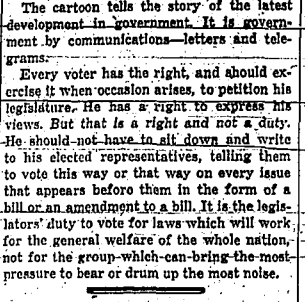 The cartoon tells the story of the latest
development in government. It is govern-
ment by communications—letters and tele-
grams.
Every voter has the right, and should ex-
ercise it when occasion arises, to petition his
legislature. He has a right to express his
views. But that is a right and not a duty.
He should not have to sit down and write
to his elected representatives, telling them
to vote this way or that way on every issue
that appears before them in the form of a
bill or an amendment to a bill. It is the legis-
lators' duty to vote for laws which will work
for the general welfare of the whole nation,
not for the group which can bring the most
pressure to bear or drum up the most noise.